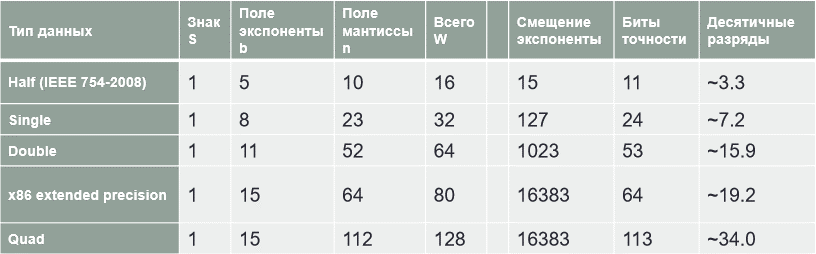 Тип данных Знак S Поле экспоненты b Поле мантиссы n Всего W Смещение экспоненты Биты точности Десятичные разряды
Half (IEEE 754-2008) 1 5 10 16 15 11 ~3.3
Single 1 8 23 32 127 24 ~7.2
Double 1 11 52 64 1023 53 ~15.9
x86 extended precision 1 15 64 80 16383 64 ~19.2
Quad 1 15 112 128 16383 113 ~34.0